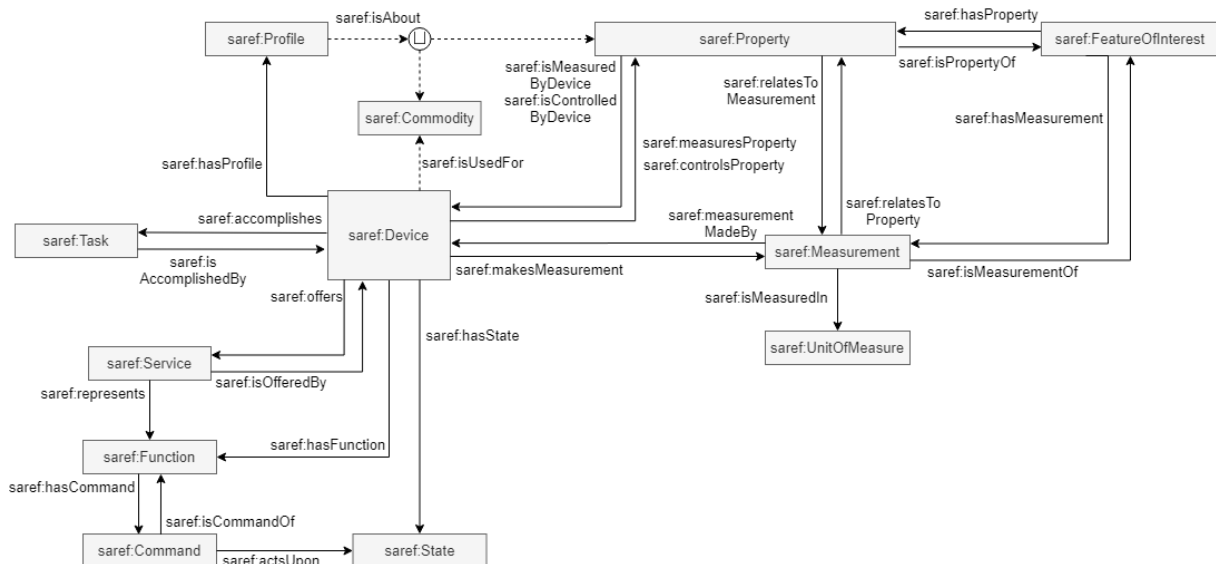 saref:isAbout
saref:hasProperty
saref:Profile
saref:Property
saref:FeatureOfInterest
saref:isPropertyOf
saref:isMeasured
ByDevice
saref:isControlled
ByDevice
saref:relatesTo
Measurement
saref:Commodity
saref:hasMeasurement
saref:measuresProperty
saref:controlsProperty
saref:hasProfile
saref:isUsedFor
saref:relatesTo
Property
saref:accomplishes
saref:Task
saref:Device
saref:measurement
MadeBy
saref:Measurement
saref:is
AccomplishedBy
saref:makesMeasurement
saref:isMeasurementOf
saref:offers
saref:isMeasuredIn
saref:hasState
saref:UnitOfMeasure
saref:Service
saref:isOfferedBy
saref:represents
saref:hasFunction
saref:Function
saref:hasCommand
saref:isCommandOf
saref:Command
saref:State
saref:actsUpon